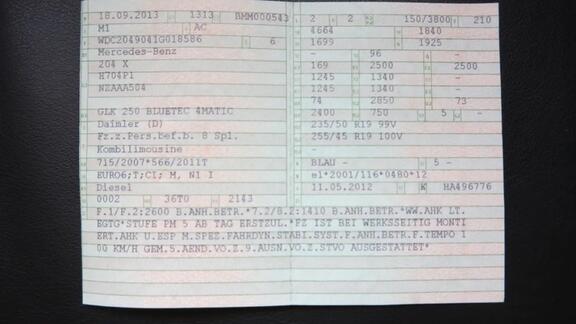 18.09.2013 1313 BMM000543
M1 AC
WDC2049041G018586 6
Mercedes-Benz
204 X
H704P1
NZAAA504
GLK 250 BLUETEC 4MATIC
Daimler (D)
Fz.z.Pers.bef.b. 8 Spl.
Kombilimousine
715/2007*566/2011T
EURO6;T;CI; M, N1 I
Diesel
0002 36T0 2143
2 2 150/3800 210
4664 1840
1699 1925
- 96 -
169 2500 2500
1245 1340 -
1245 1340 -
74 2850 73
2400 750 5 -
235/50 R19 99V
255/45 R19 100V
-
BLAU - 5 -
m1*2001/116*0480*12
11.05.2012 K HA496776
F.1/F.2:2600 B.ANH.BETR.*7.2/8.2:1410 B.ANH.BETR.*WW.AHK LT.
EGTG*STUFE PM 5 AB TAG ERSTZUL.*FZ IST BEI WERKSSEITIG MONTI
ERT.AHK U.ESP M.SPEZ.FAHRDYN.STABI.SYST.F.ANH.BETR.F.TEMPO 1
00 KM/H GEM.5.AEND.VO.Z.9.AUSN.VO.Z.STVO AUSGESTATTET*